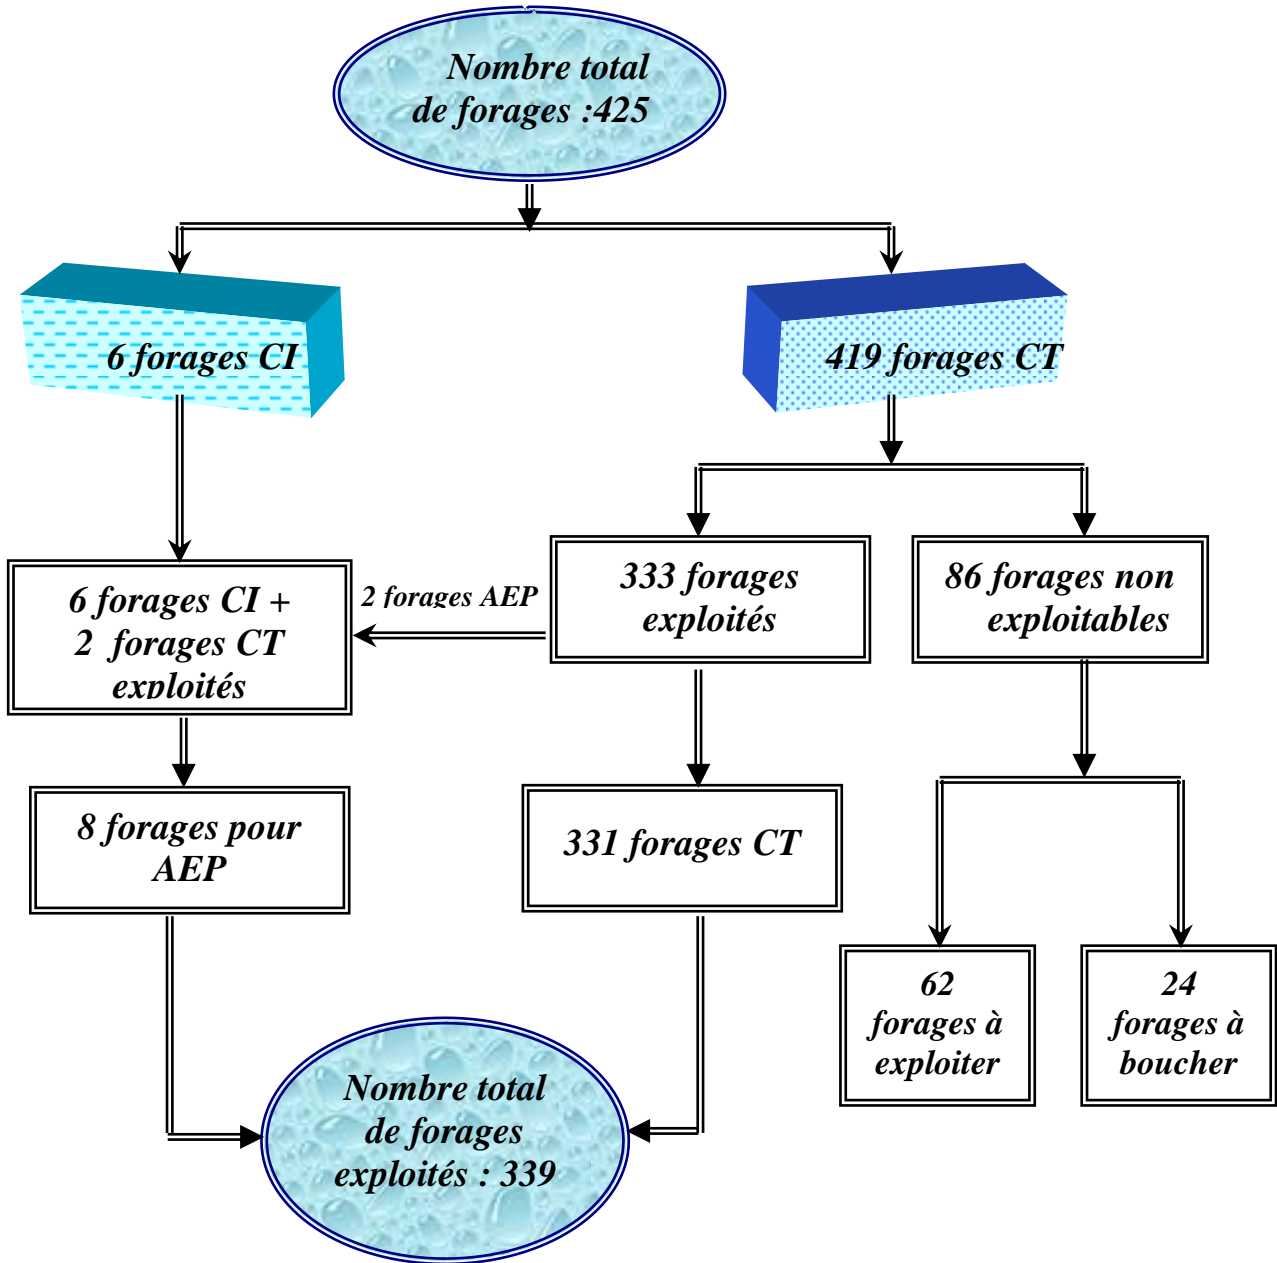 Nombre total
de forages :425
6 forages CI
419 forages CT
6 forages CI +
2 forages CT
exploités
2 forages AEP
333 forages
exploités
86 forages non
exploitables
8 forages pour
AEP
331 forages CT
62
forages à
exploiter
24
forages à
boucher
Nombre total
de forages
exploités : 339